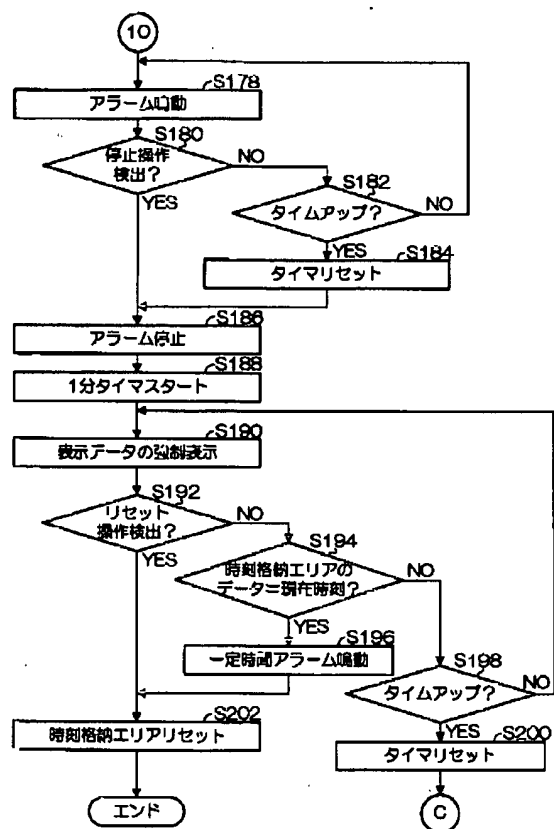 10
S178
アラーム鳴動
S180
停止操作
検出?
NO
YES
S182
タイムアップ?
NO
YES
S184
タイマリセット
S186
アラーム停止
S188
1分タイマスタート
S190
表示データの強制表示
S192
リセット
操作検出?
NO
YES
S194
時刻格納エリアの
データ=現在時刻?
NO
YES
S196
一定時間アラーム鳴動
S198
タイムアップ?
NO
YES
S202
時刻格納エリアリセット
S200
タイマリセット
エンド
C